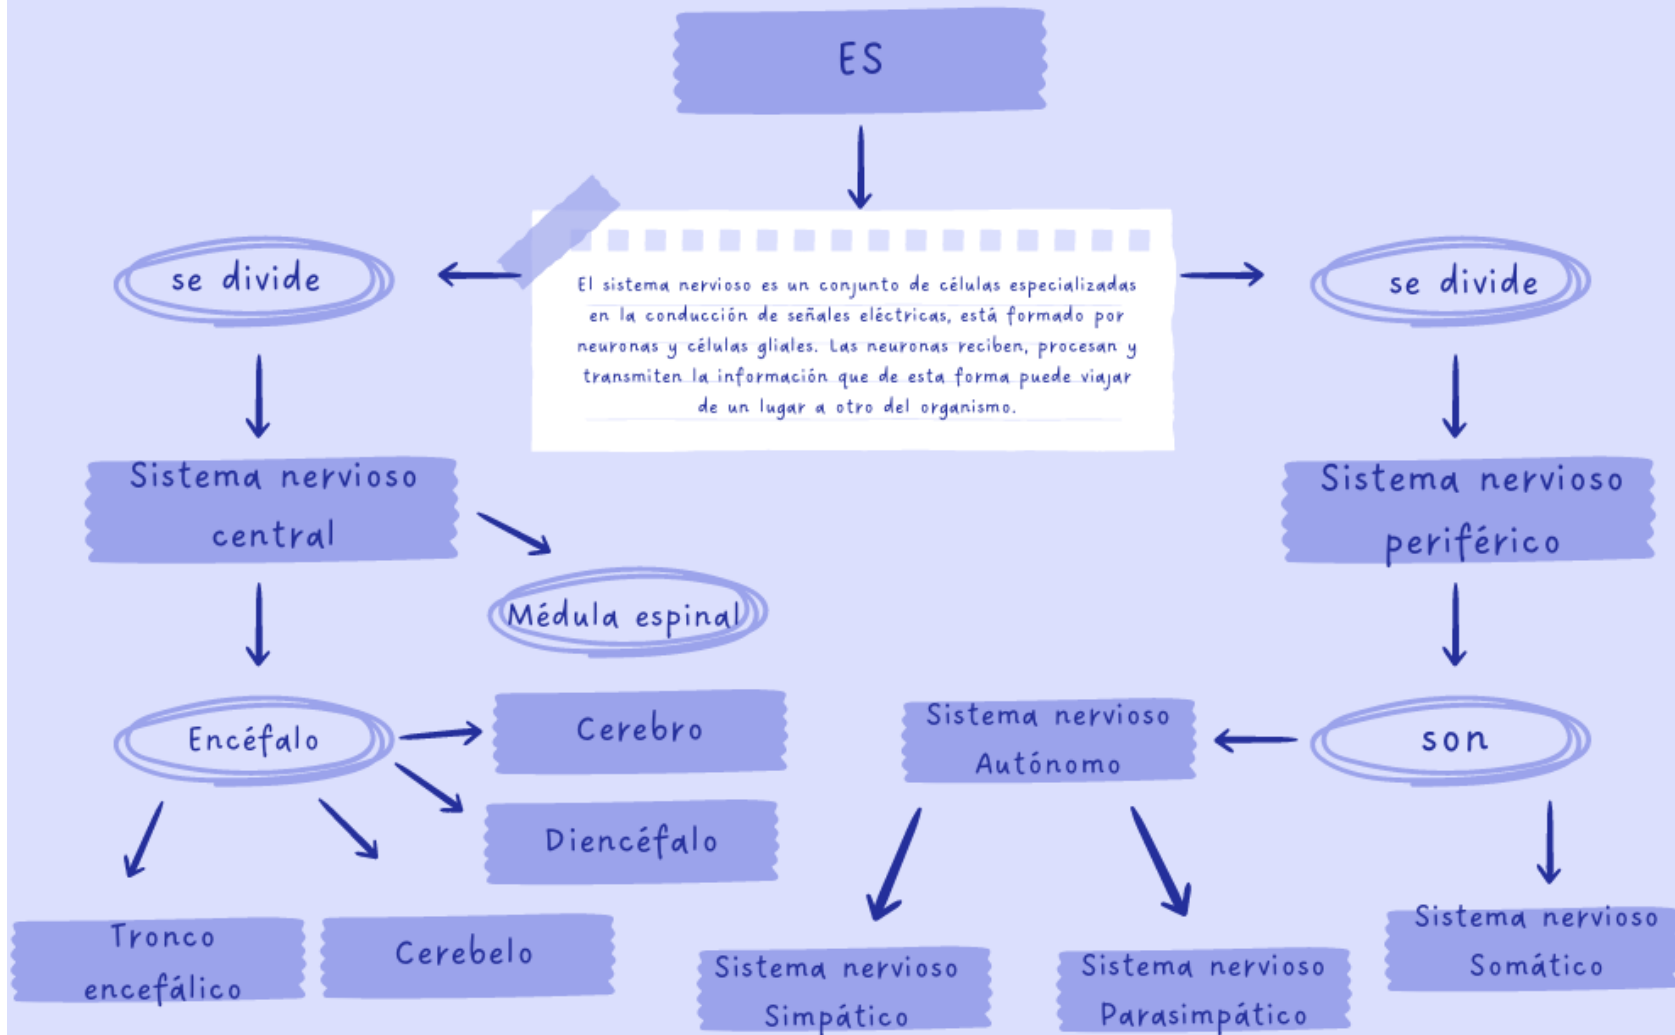 ES
El sistema nervioso es un conjunto de células especializadas
en la conducción de señales eléctricas, está formado por
neuronas y células gliales. Las neuronas reciben, procesan y
transmiten la información que de esta forma puede viajar
de un lugar a otro del organismo.
se divide
se divide
Sistema nervioso
central
Sistema nervioso
periférico
Médula espinal
Encéfalo
Cerebro
Diencéfalo
Tronco
encefálico
Cerebelo
son
Sistema nervioso
Autónomo
Sistema nervioso
Simpático
Sistema nervioso
Parasimpático
Sistema nervioso
Somático